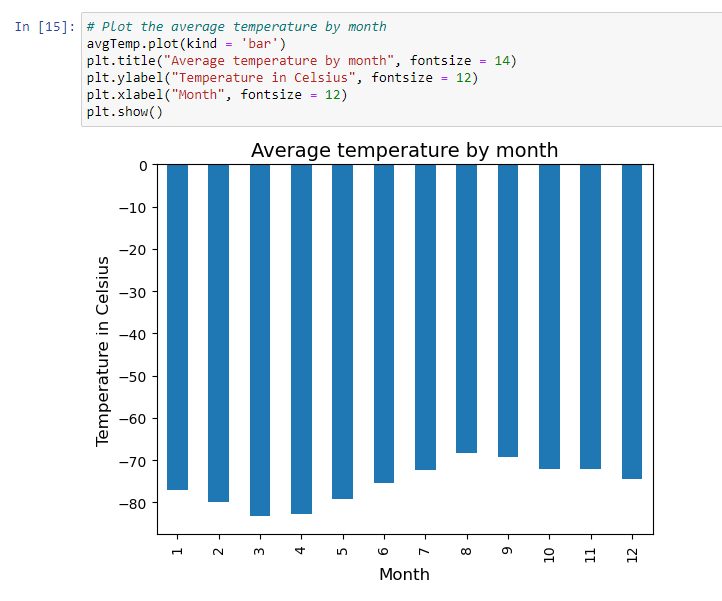 In [15]: # Plot the average temperature by month
avgTemp.plot(kind = 'bar')
plt.title("Average temperature by month", fontsize = 14)
plt.ylabel("Temperature in Celsius", fontsize = 12)
plt.xlabel("Month", fontsize = 12)
plt.show()
Average temperature by month
Temperature in Celsius
0
−10
−20
−30
−40
−50
−60
−70
−80
1 2 3 4 5 6 7 8 9 10 11 12
Month